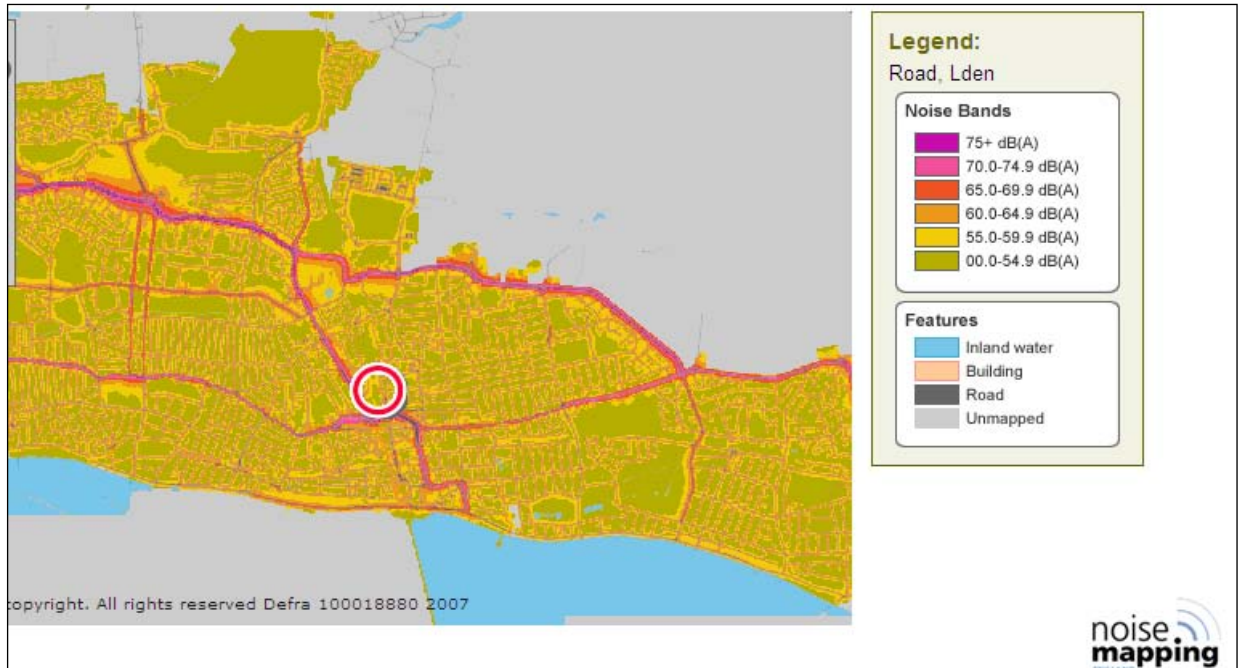 copyright. All rights reserved Defra 100018880 2007
Legend:
Road, Lden
Noise Bands
75+ dB(A)
70.0-74.9 dB(A)
65.0-69.9 dB(A)
60.0-64.9 dB(A)
55.0-59.9 dB(A)
00.0-54.9 dB(A)
Features
Inland water
Building
Road
Unmapped
noise
mapping